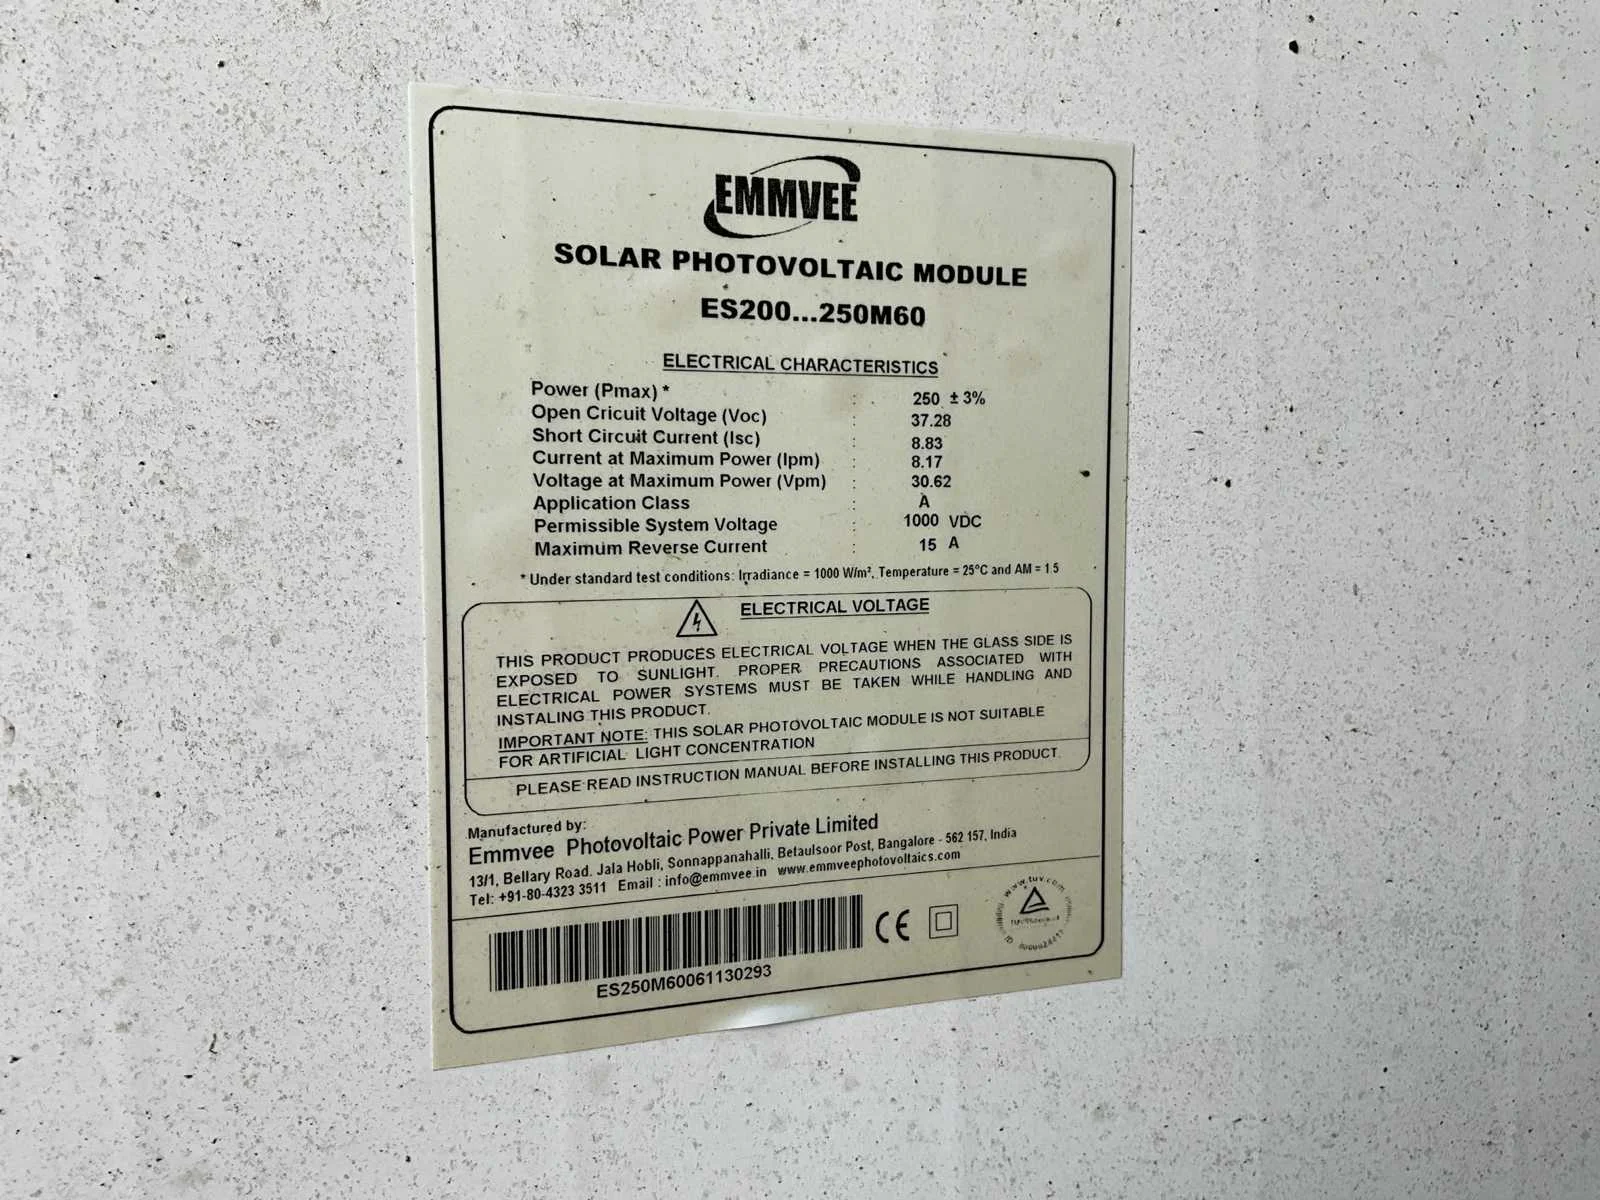 EMMVEE
SOLAR PHOTOVOLTAIC MODULE
ES200...250M60
ELECTRICAL CHARACTERISTICS
Power (Pmax) * : 250 ± 3%
Open Cricuit Voltage (Voc) : 37.28
Short Circuit Current (Isc) : 8.83
Current at Maximum Power (Ipm) : 8.17
Voltage at Maximum Power (Vpm) : 30.62
Application Class : A
Permissible System Voltage : 1000 VDC
Maximum Reverse Current : 15 A
* Under standard test conditions: Irradiance = 1000 W/m², Temperature = 25°C and AM = 1.5
ELECTRICAL VOLTAGE
THIS PRODUCT PRODUCES ELECTRICAL VOLTAGE WHEN THE GLASS SIDE IS
EXPOSED TO SUNLIGHT. PROPER PRECAUTIONS ASSOCIATED WITH
ELECTRICAL POWER SYSTEMS MUST BE TAKEN WHILE HANDLING AND
INSTALING THIS PRODUCT.
IMPORTANT NOTE: THIS SOLAR PHOTOVOLTAIC MODULE IS NOT SUITABLE
FOR ARTIFICIAL LIGHT CONCENTRATION
PLEASE READ INSTRUCTION MANUAL BEFORE INSTALLING THIS PRODUCT.
Manufactured by:
Emmvee Photovoltaic Power Private Limited
13/1, Bellary Road. Jala Hobli, Sonnappanahalli, Betaulsoor Post, Bangalore - 562 157, India
Tel: +91-80-4323 3511 Email : info@emmvee.in www.emmveephotovoltaics.com
CE
www.tuv.com
ID
ES250M60061130293